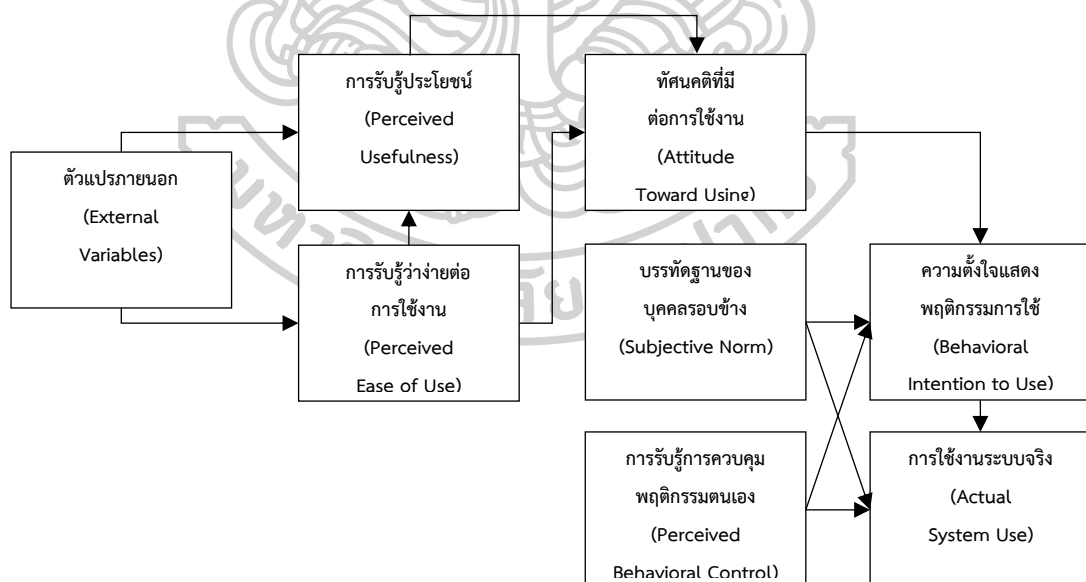 การรับรู้ประโยชน์
(Perceived
Usefulness)
ทัศนคติที่มี
ต่อการใช้งาน
(Attitude
Toward Using)
ตัวแปรภายนอก
(External
Variables)
การรับรู้ว่าง่ายต่อ
การใช้งาน
(Perceived
Ease of Use)
บรรทัดฐานของ
บุคคลรอบข้าง
(Subjective Norm)
ความตั้งใจแสดง
พฤติกรรมการใช้
(Behavioral
Intention to Use)
การรับรู้การควบคุม
พฤติกรรมตนเอง
(Perceived
Behavioral Control)
การใช้งานระบบจริง
(Actual
System Use)